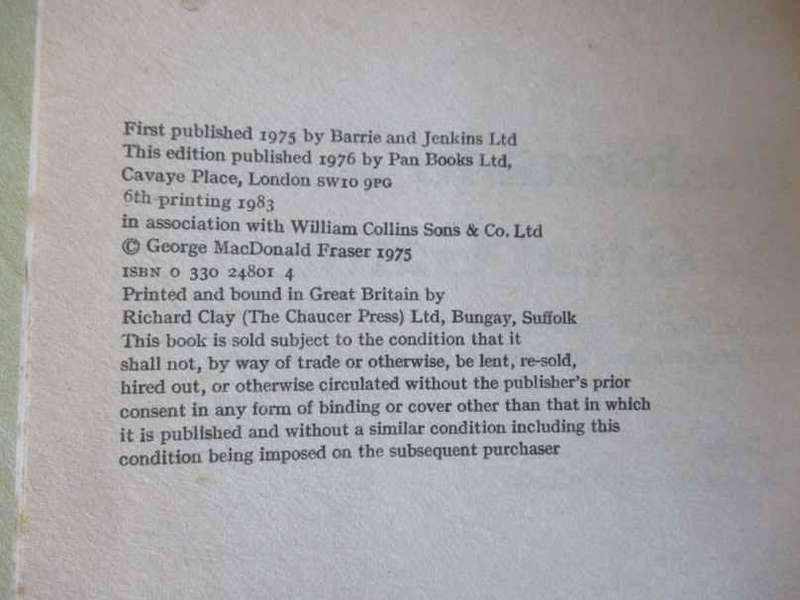 First published 1975 by Barrie and Jenkins Ltd
This edition published 1976 by Pan Books Ltd,
Cavaye Place, London SW10 9PG
6th printing 1983
in association with William Collins Sons & Co. Ltd
© George MacDonald Fraser 1975
ISBN 0 330 24801 4
Printed and bound in Great Britain by
Richard Clay (The Chaucer Press) Ltd, Bungay, Suffolk
This book is sold subject to the condition that it
shall not, by way of trade or otherwise, be lent, re-sold,
hired out, or otherwise circulated without the publisher's prior
consent in any form of binding or cover other than that in which
it is published and without a similar condition including this
condition being imposed on the subsequent purchaser